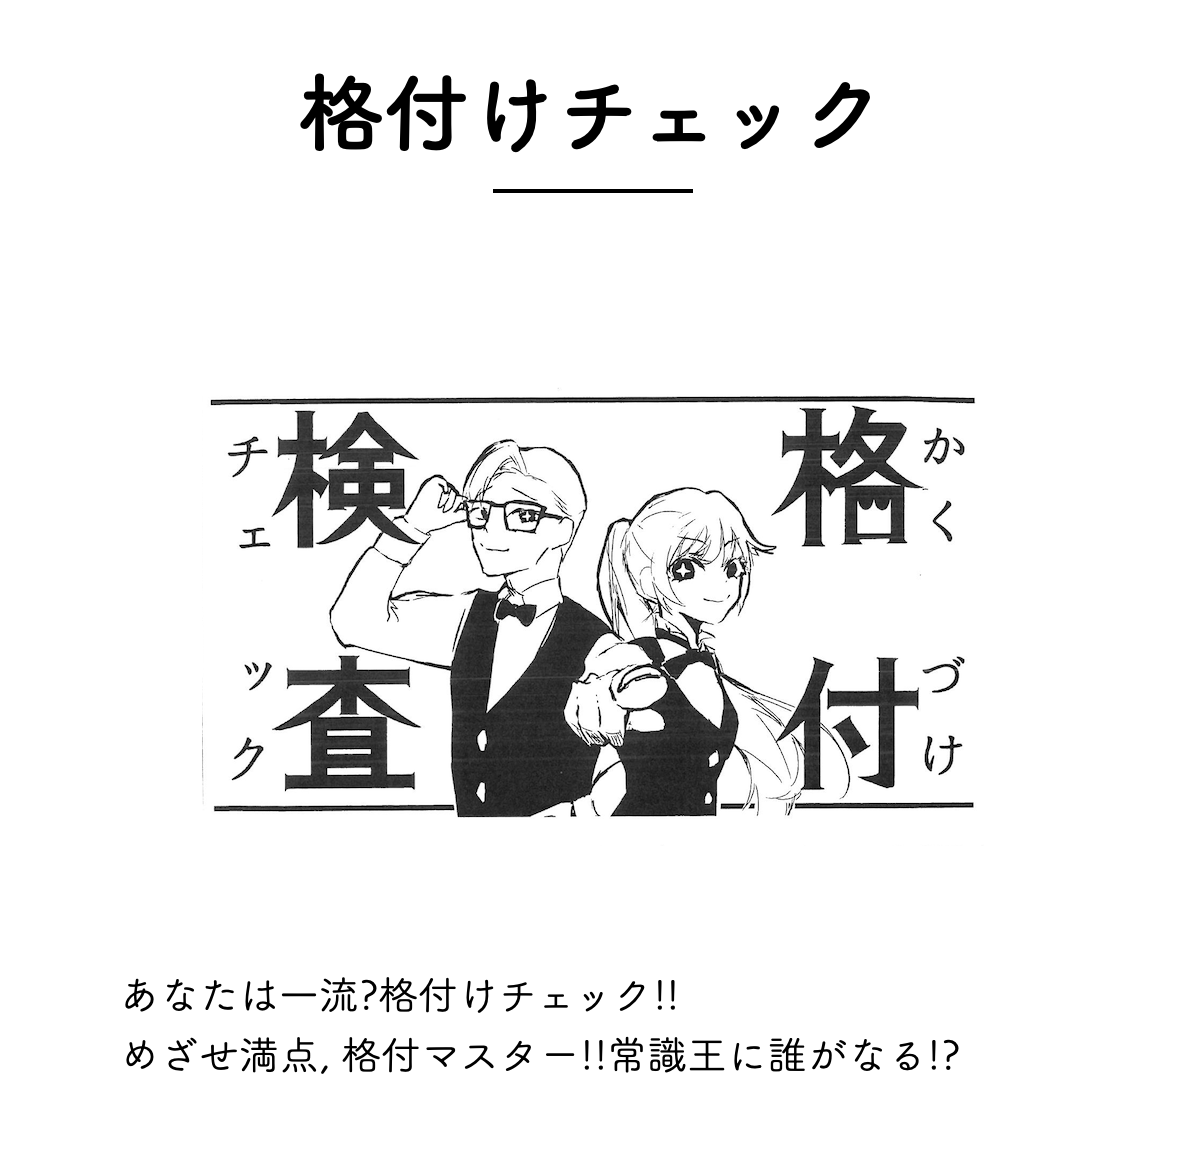 格付けチェック
格付
かくづけ
検査
チェック
あなたは一流?格付けチェック!!
めざせ満点, 格付マスター!!常識王に誰がなる!?